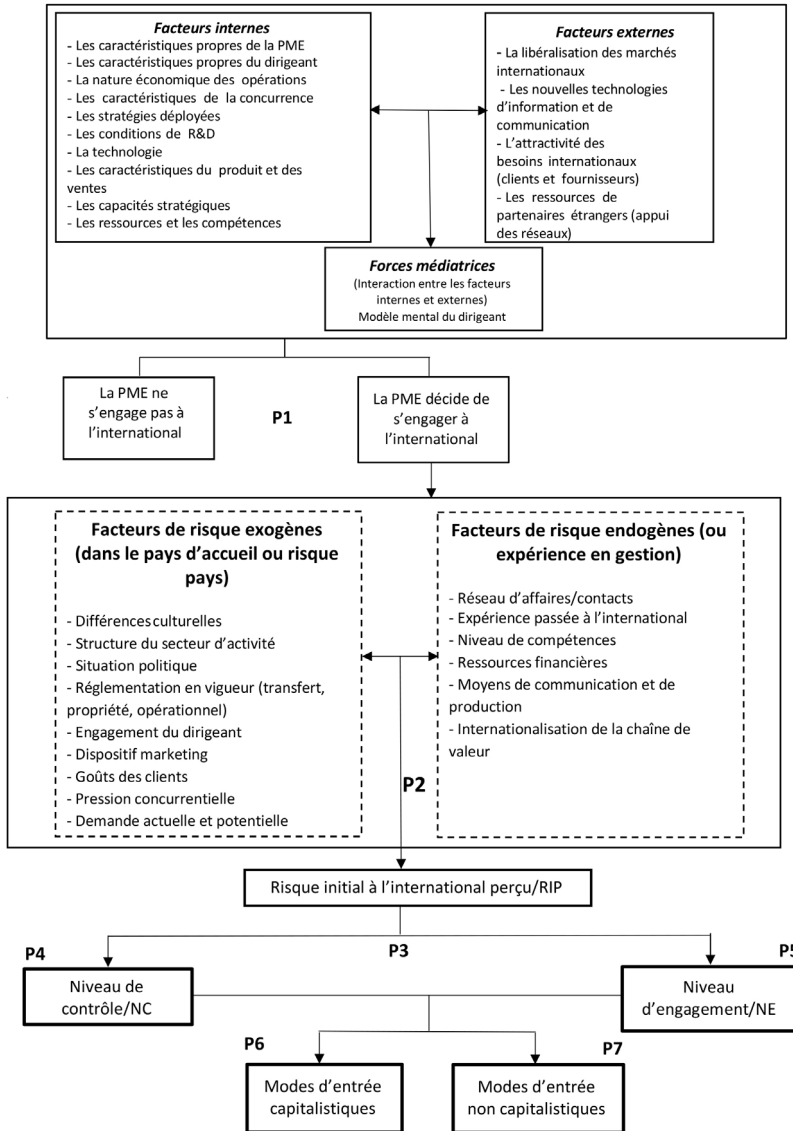 Facteurs internes
- Les caractéristiques propres de la PME
- Les caractéristiques propres du dirigeant
- La nature économique des opérations
- Les caractéristiques de la concurrence
- Les stratégies déployées
- Les conditions de R&D
- La technologie
- Les caractéristiques du produit et des
ventes
- Les capacités stratégiques
- Les ressources et les compétences
Facteurs externes
- La libéralisation des marchés
internationaux
- Les nouvelles technologies
d'information et de
communication
- L'attractivité des
besoins internationaux
(clients et fournisseurs)
- Les ressources de
partenaires étrangers (appui
des réseaux)
Forces médiatrices
(Interaction entre les facteurs
internes et externes)
Modèle mental du dirigeant
La PME ne
s'engage pas à
l'international
P1
La PME décide de
s'engager à
l'international
Facteurs de risque exogènes
(dans le pays d'accueil ou risque
pays)
- Différences culturelles
- Structure du secteur d'activité
- Situation politique
- Réglementation en vigueur (transfert,
propriété, opérationnel)
- Engagement du dirigeant
- Dispositif marketing
- Goûts des clients
- Pression concurrentielle
- Demande actuelle et potentielle
Facteurs de risque endogènes (ou
expérience en gestion)
- Réseau d'affaires/contacts
- Expérience passée à l'international
- Niveau de compétences
- Ressources financières
- Moyens de communication et de
production
- Internationalisation de la chaîne de
valeur
P2
Risque initial à l'international perçu/RIP
P4
P3
P5
Niveau de
contrôle/NC
Niveau
d'engagement/NE
P6
P7
Modes d'entrée
capitalistiques
Modes d'entrée
non capitalistiques